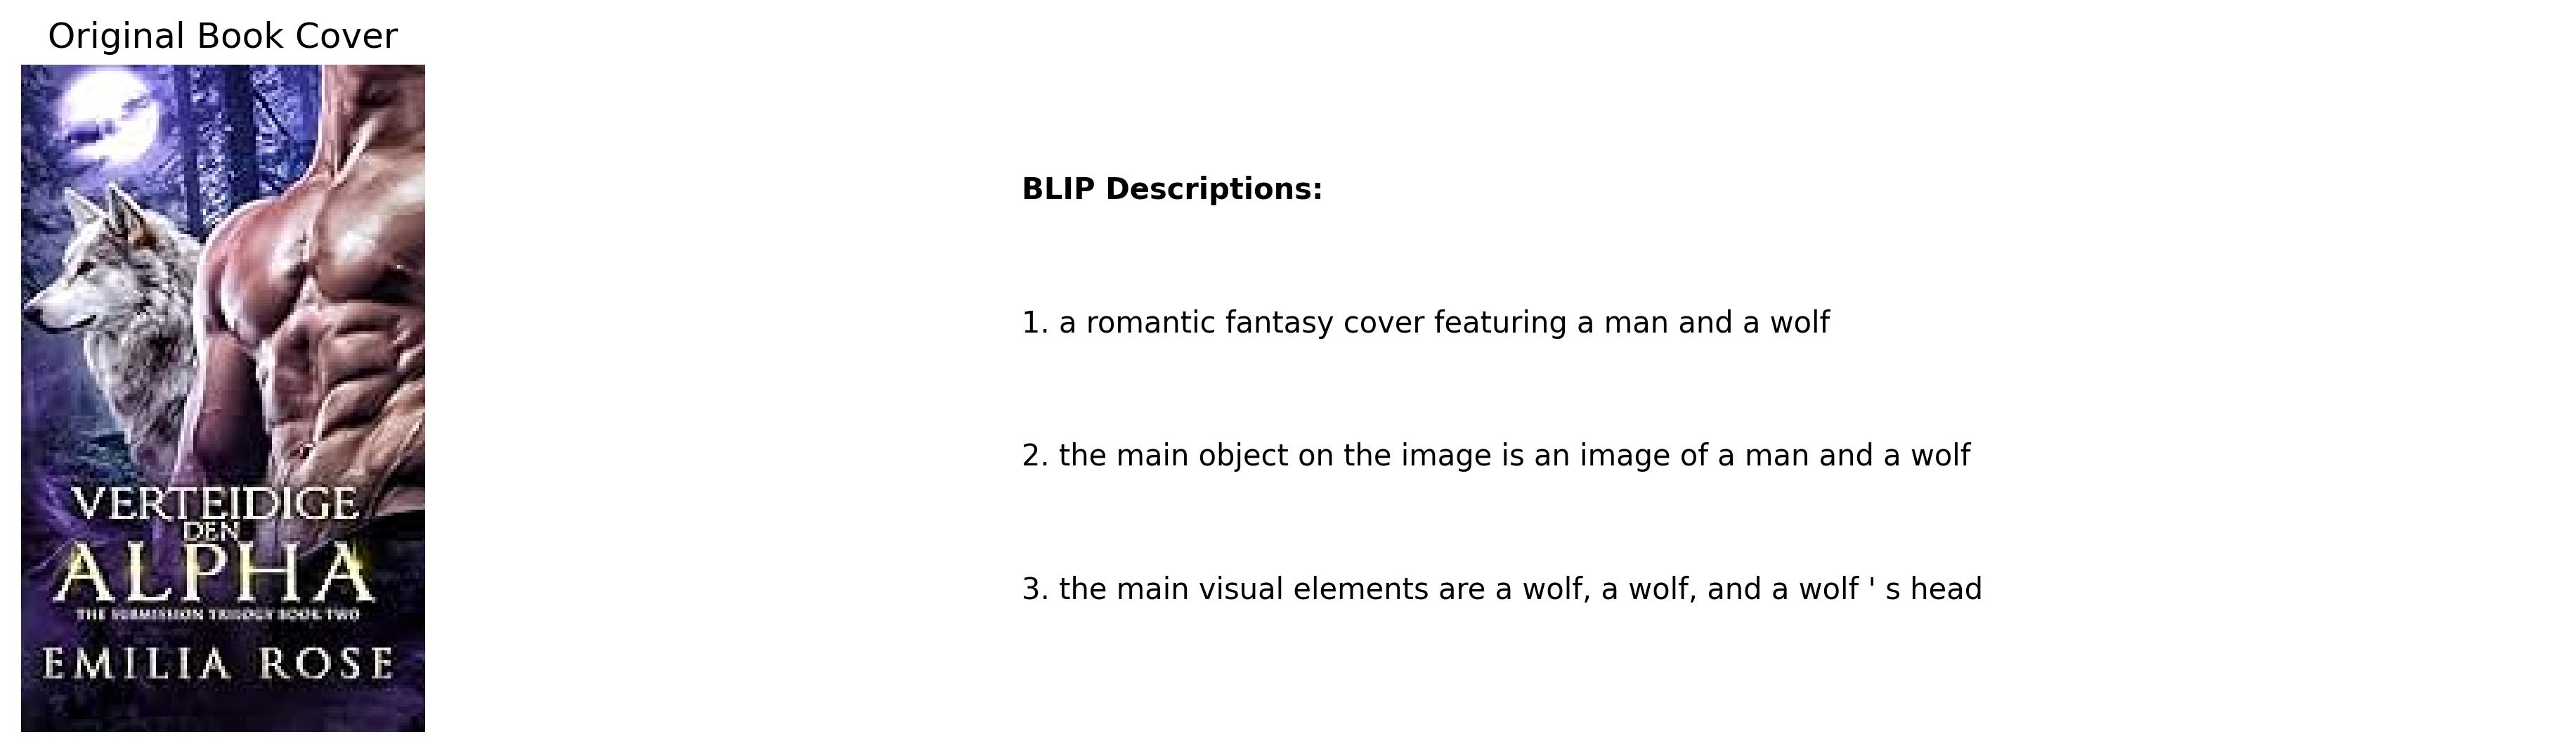 Original Book Cover
VERTEIDIGE
DEN
ALPHA
THE SUBMISSION TRILOGY BOOK TWO
EMILIA ROSE
BLIP Descriptions:
1. a romantic fantasy cover featuring a man and a wolf
2. the main object on the image is an image of a man and a wolf
3. the main visual elements are a wolf, a wolf, and a wolf ' s head